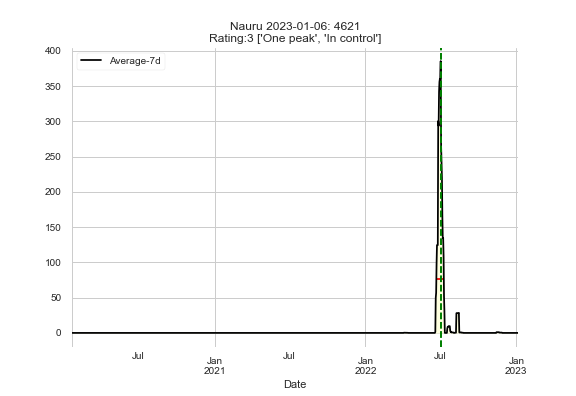 Nauru 2023-01-06: 4621
Rating:3 ['One peak', 'In control']
Average-7d
400
350
300
250
200
150
100
50
0
Jul
Jan
2021
Jul
Jan
2022
Jul
Jan
2023
Date